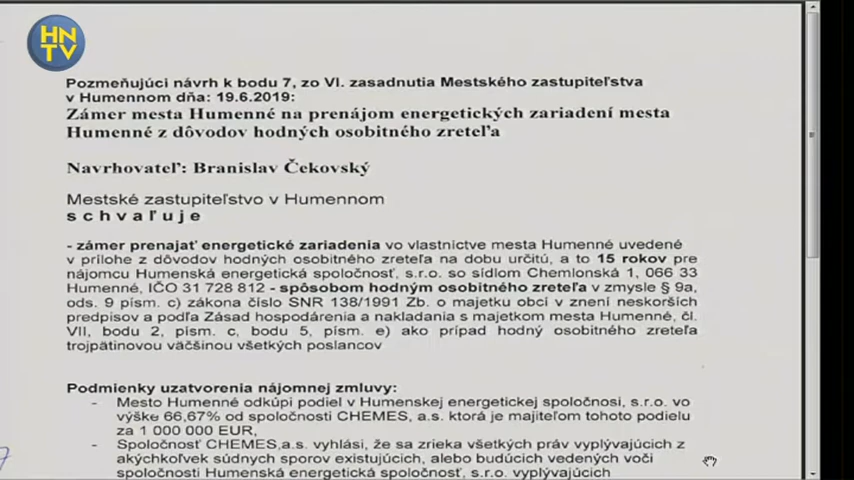 HN
TV
Pozmeňujúci návrh k bodu 7, zo VI. zasadnutia Mestského zastupiteľstva
v Humennom dňa: 19.6.2019:
Zámer mesta Humenné na prenájom energetických zariadení mesta
Humenné z dôvodov hodných osobitného zreteľa
Navrhovateľ: Branislav Čekovský
Mestské zastupiteľstvo v Humennom
s c h v a ľ u j e
- zámer prenajať energetické zariadenia vo vlastníctve mesta Humenné uvedené
v prílohe z dôvodov hodných osobitného zreteľa na dobu určitú, a to 15 rokov pre
nájomcu Humenská energetická spoločnosť, s.r.o. so sídlom Chemlonská 1, 066 33
Humenné, IČO 31 728 812 - spôsobom hodným osobitného zreteľa v zmysle § 9a,
ods. 9 písm. c) zákona číslo SNR 138/1991 Zb. o majetku obcí v znení neskorších
predpisov a podľa Zásad hospodárenia a nakladania s majetkom mesta Humenné, čl.
VII, bodu 2, písm. c, bodu 5, písm. e) ako prípad hodný osobitného zreteľa
trojpätinovou väčšinou všetkých poslancov
Podmienky uzatvorenia nájomnej zmluvy:
- Mesto Humenné odkúpi podiel v Humenskej energetickej spoločnosi, s.r.o. vo
výške 66,67% od spoločnosti CHEMES, a.s. ktorá je majiteľom tohoto podielu
za 1 000 000 EUR,
- Spoločnosť CHEMES,a.s. vyhlási, že sa zrieka všetkých práv vyplývajúcich z
akýchkoľvek súdnych sporov existujúcich, alebo budúcich vedených voči
spoločnosti Humenská energetická spoločnosť, s.r.o. vyplývajúcich